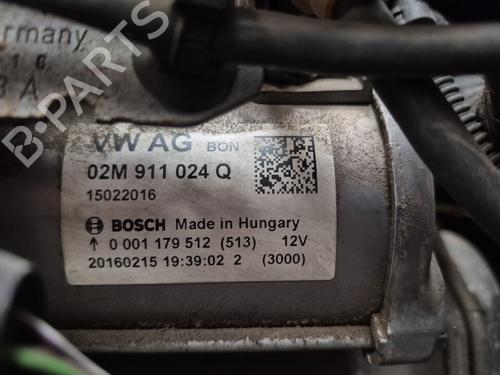 ermany
VW AG BON
02M 911 024 Q
15022016
BOSCH Made in Hungary
↑ 0 001 179 512 (513) 12V
20160215 19:39:02 2 (3000)
B-PARTS